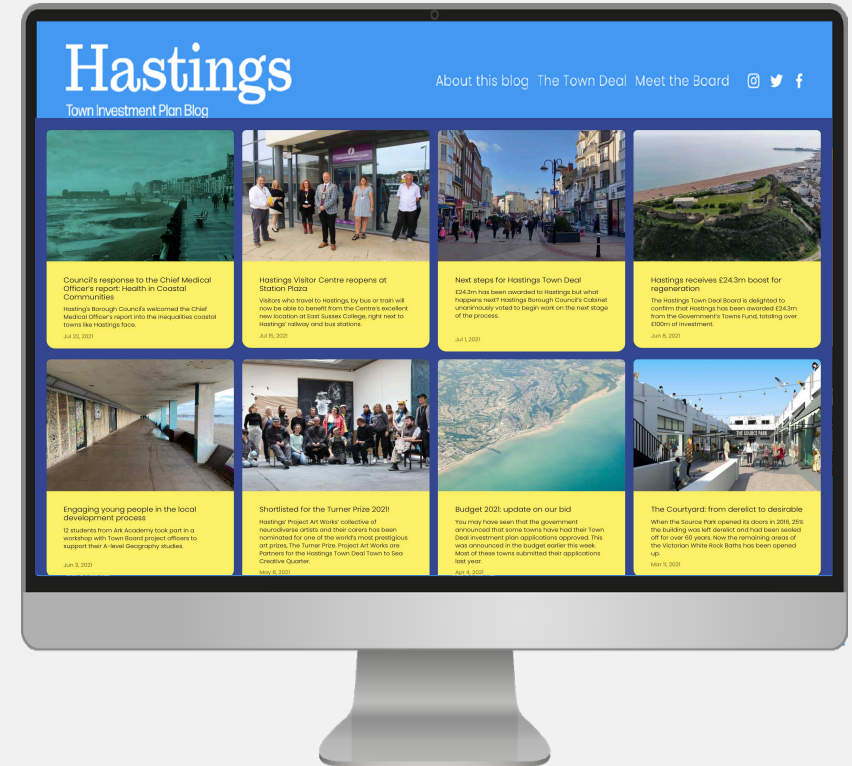 Hastings
Town Investment Plan Blog
About this blog The Town Deal Meet the Board
Council's response to the Chief Medical
Officer's report: Health in Coastal
Communities
Hasting's Borough Council's welcomed the Chief
Medical Officer's report into the inequalities coastal
towns like Hastings face.
Jul 22, 2021
Hastings Visitor Centre reopens at
Station Plaza
Visitors who travel to Hastings, by bus or train will
now be able to benefit from the Centre's excellent
new location at East Sussex College, right next to
Hastings' railway and bus stations.
Jul 15, 2021
Next steps for Hastings Town Deal
£24.3m has been awarded to Hastings but what
happens next? Hastings Borough Council's Cabinet
unanimously voted to begin work on the next stage
of the process.
Jul 1, 2021
Hastings receives £24.3m boost for
regeneration
The Hastings Town Deal Board is delighted to
confirm that Hastings has been awarded £24.3m
from the Government's Towns Fund, totaling over
£100m of investment.
Jun 8, 2021
Engaging young people in the local
development process
12 students from Ark Academy took part in a
workshop with Town Board project officers to
support their A-level Geography studies.
Jun 3, 2021
Shortlisted for the Turner Prize 2021!
Hastings' Project Art Works' collective of
neurodiverse artists and their carers has been
nominated for one of the world's most prestigious
art prizes, The Turner Prize. Project Art Works are
Partners for the Hastings Town Deal Town to Sea
Creative Quarter.
May 8, 2021
Budget 2021: update on our bid
You may have seen that the government
announced that some towns have had their Town
Deal investment plan applications approved. This
was announced in the budget earlier this week.
Most of these towns submitted their applications
last year.
Apr 4, 2021
THE SOURCE PARK
The Courtyard: from derelict to desirable
When the Source Park opened its doors in 2016, 25%
the building was left derelict and had been sealed
off for over 60 years. Now the remaining areas of
the Victorian White Rock Baths has been opened
up.
Mar 11, 2021